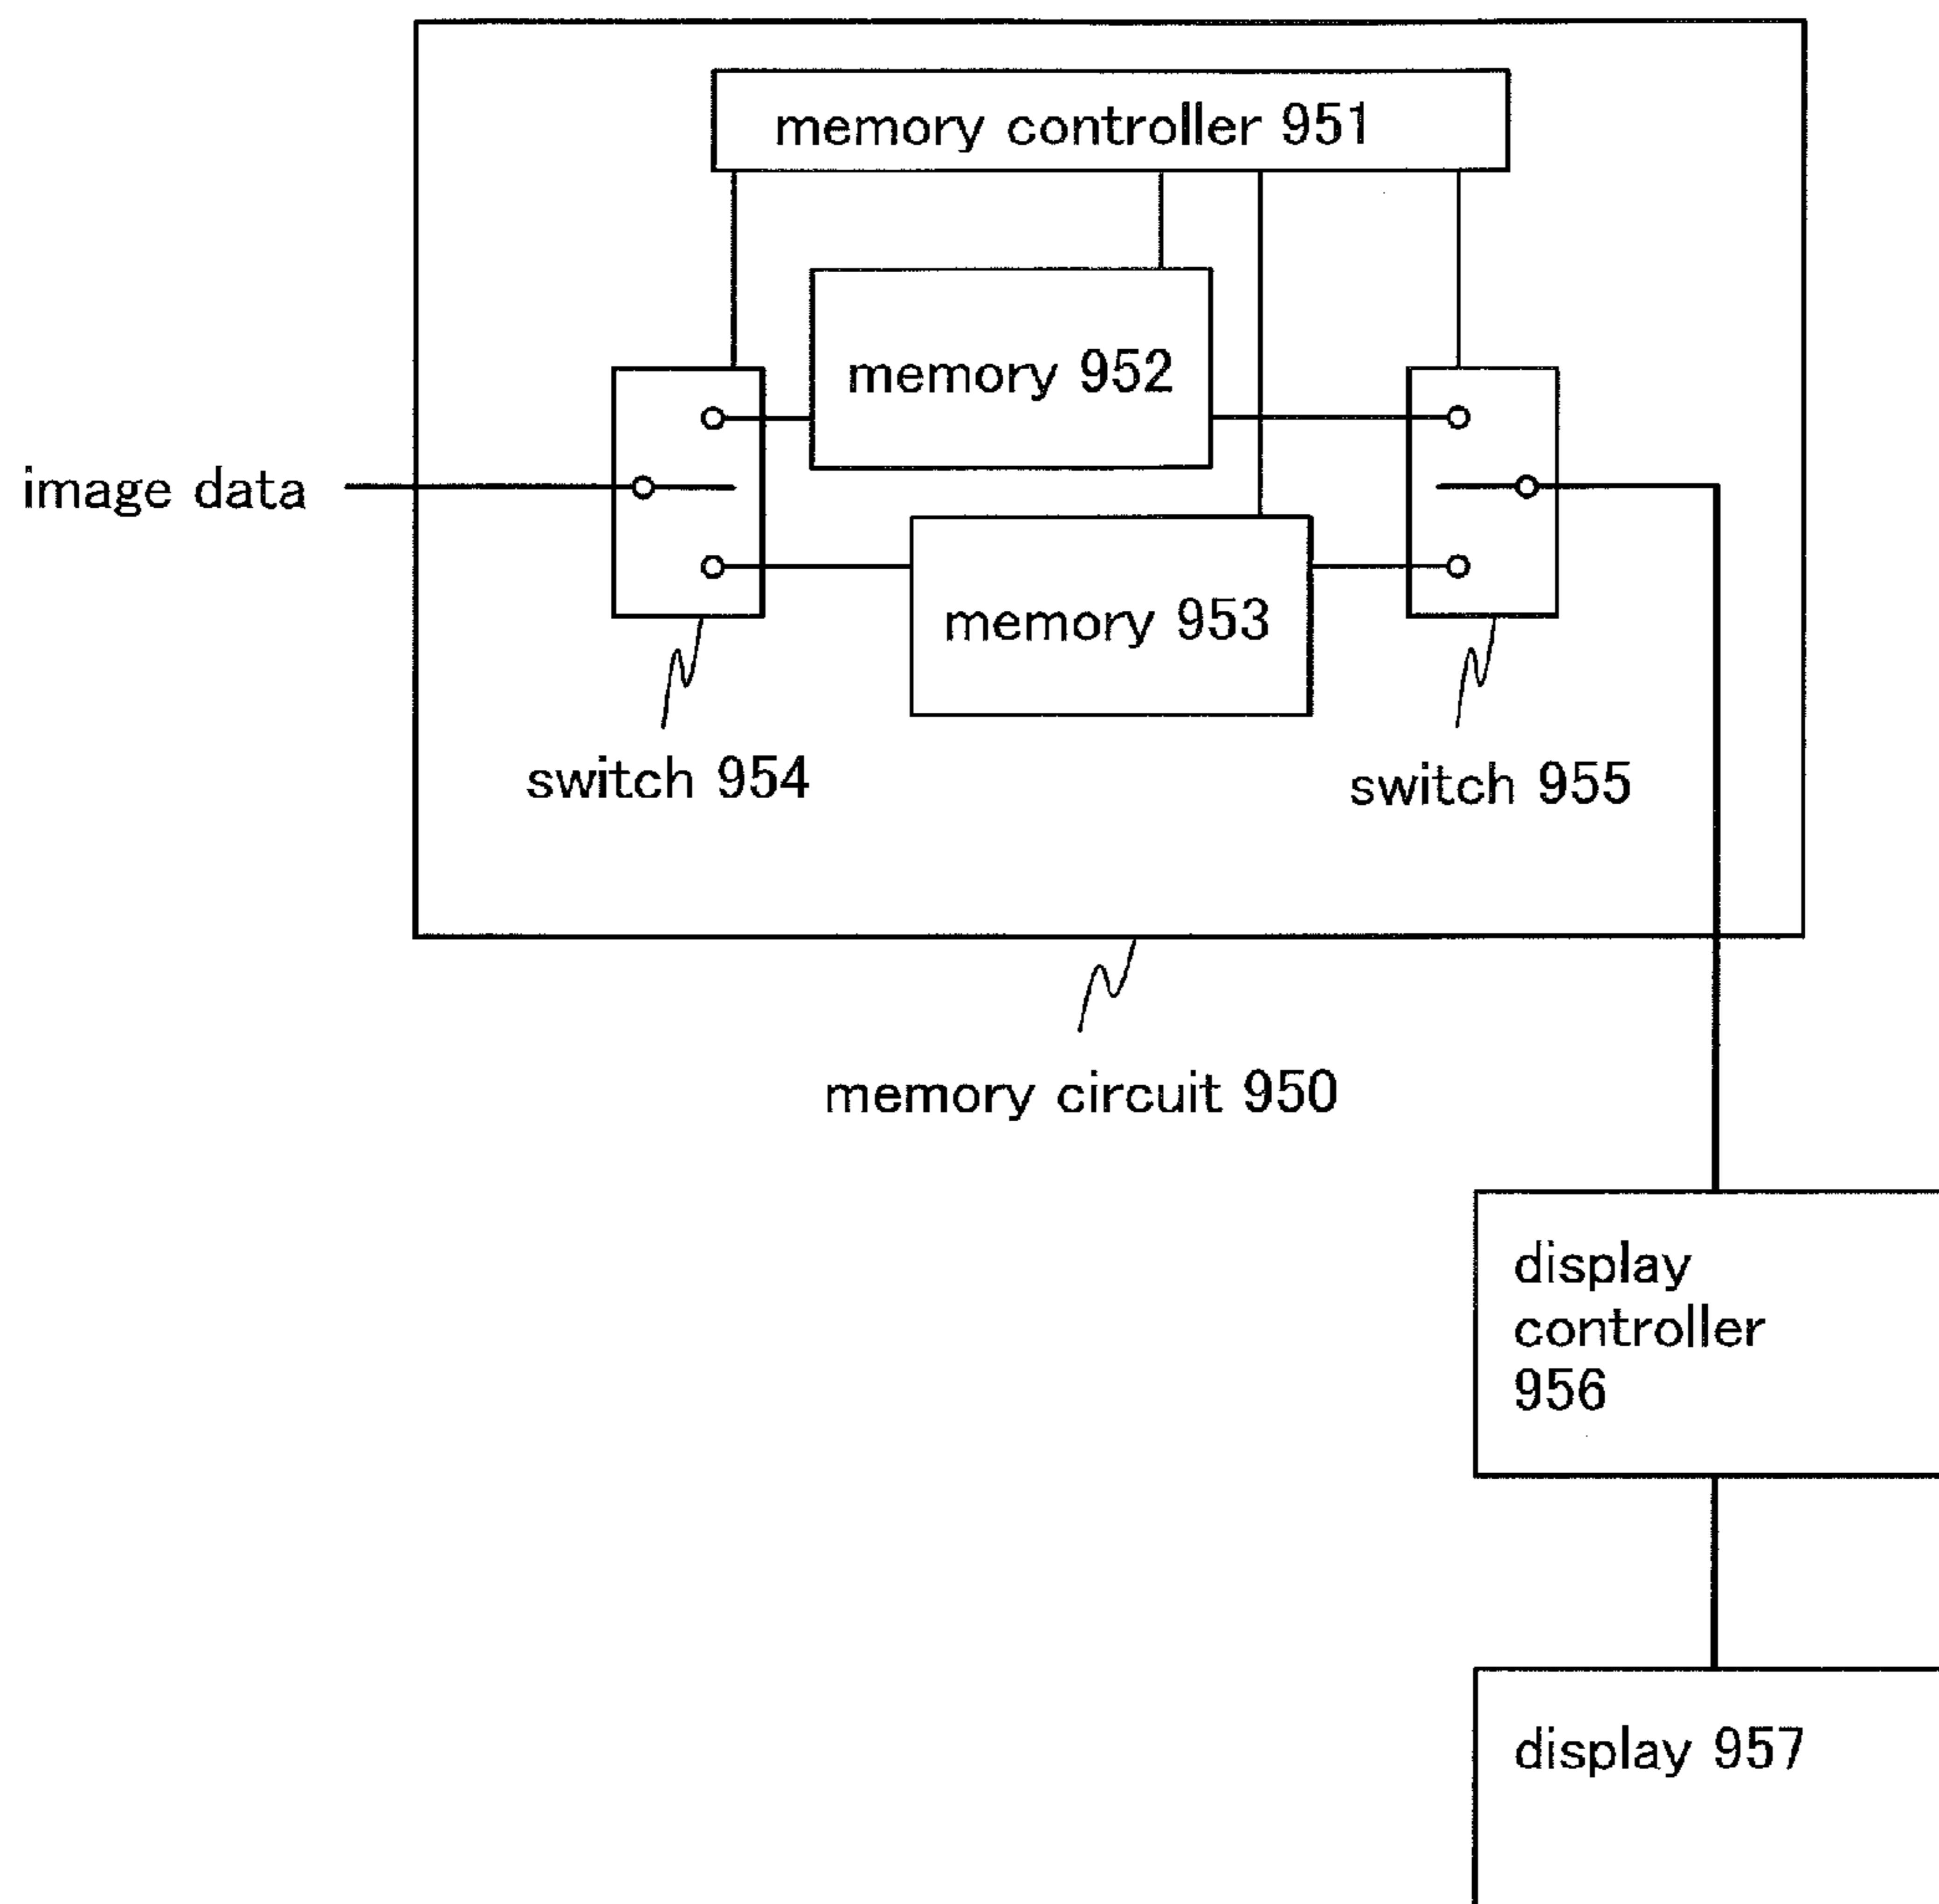 memory controller 951
memory 952
image data
memory 953
switch 954
switch 955
memory circuit 950
display
controller
956
display 957